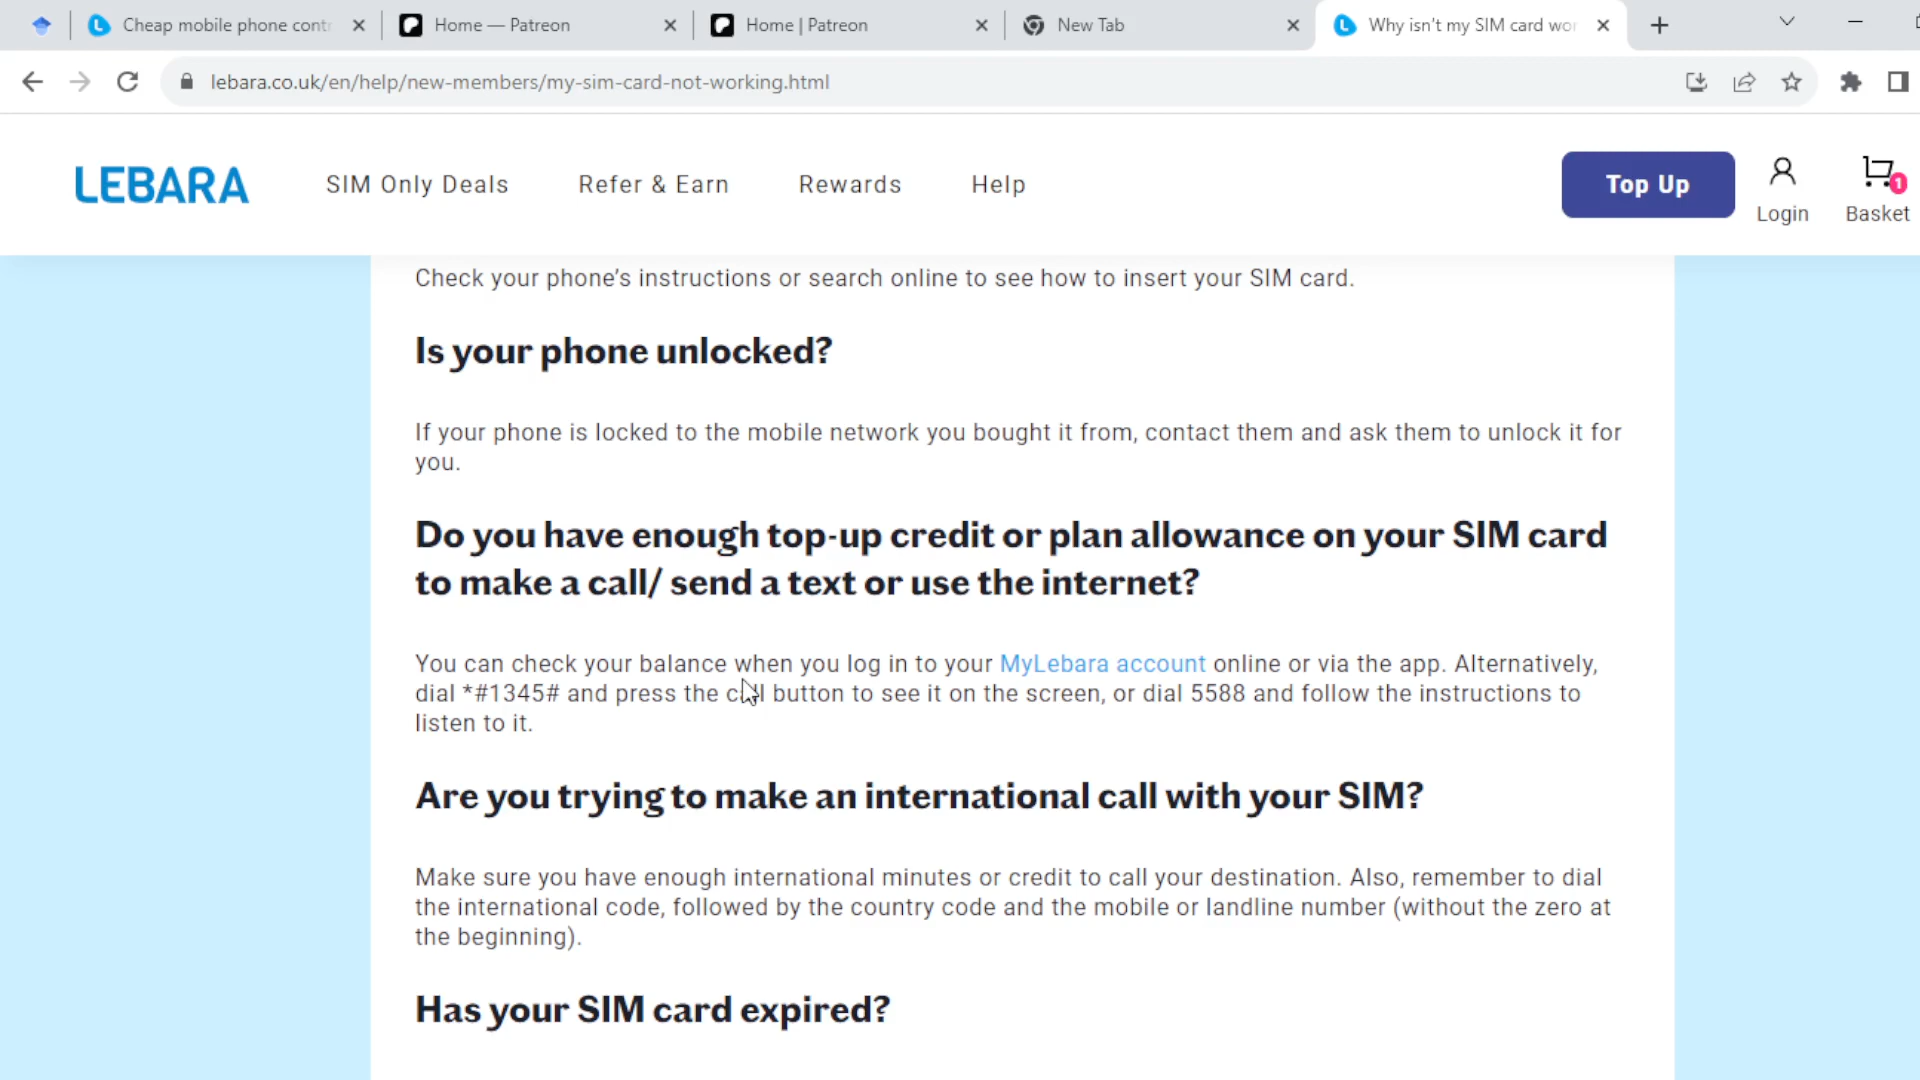 Cheap mobile phone contr
Home — Patreon
Home | Patreon
New Tab
Why isn't my SIM card wor
lebara.co.uk/en/help/new-members/my-sim-card-not-working.html
LEBARA
SIM Only Deals
Refer & Earn
Rewards
Help
Top Up
Login
1
Basket
Check your phone’s instructions or search online to see how to insert your SIM card.
Is your phone unlocked?
If your phone is locked to the mobile network you bought it from, contact them and ask them to unlock it for
you.
Do you have enough top-up credit or plan allowance on your SIM card
to make a call/ send a text or use the internet?
You can check your balance when you log in to your MyLebara account online or via the app. Alternatively,
dial *#1345# and press the call button to see it on the screen, or dial 5588 and follow the instructions to
listen to it.
Are you trying to make an international call with your SIM?
Make sure you have enough international minutes or credit to call your destination. Also, remember to dial
the international code, followed by the country code and the mobile or landline number (without the zero at
the beginning).
Has your SIM card expired?